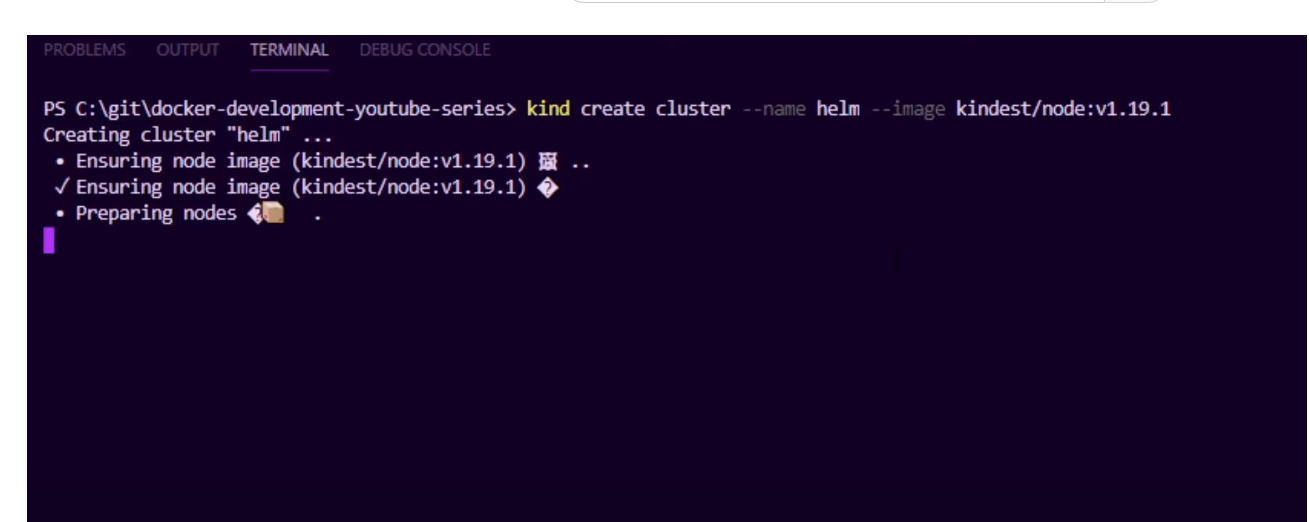 PROBLEMS OUTPUT TERMINAL DEBUG CONSOLE
PS C:\git\docker-development-youtube-series> kind create cluster --name helm --image kindest/node:v1.19.1
Creating cluster "helm" ...
• Ensuring node image (kindest/node:v1.19.1) 🖼 ..
✓ Ensuring node image (kindest/node:v1.19.1) �
• Preparing nodes �📦 .